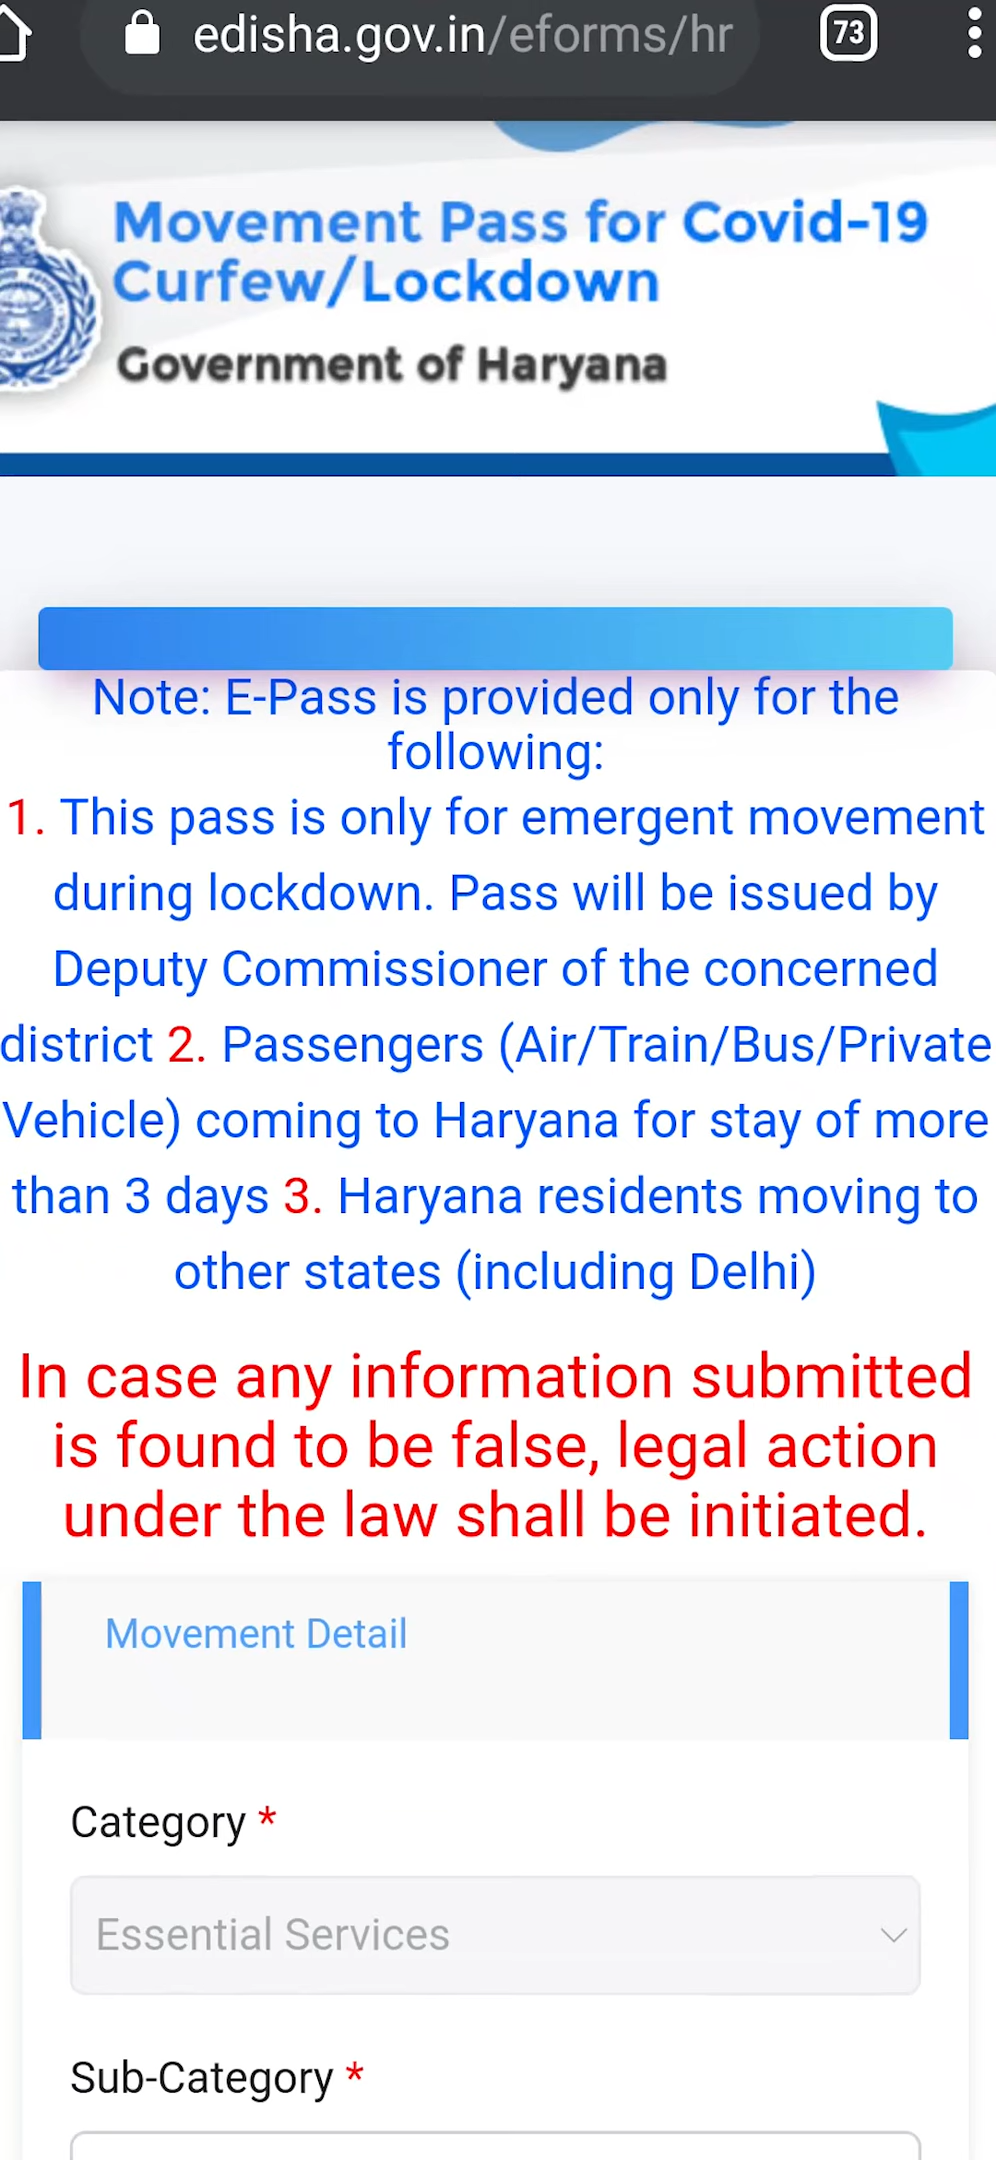 edisha.gov.in/eforms/hr
73
Movement Pass for Covid-19
Curfew/Lockdown
Government of Haryana
Note: E-Pass is provided only for the
following:
1. This pass is only for emergent movement
during lockdown. Pass will be issued by
Deputy Commissioner of the concerned
district 2. Passengers (Air/Train/Bus/Private
Vehicle) coming to Haryana for stay of more
than 3 days 3. Haryana residents moving to
other states (including Delhi)
In case any information submitted
is found to be false, legal action
under the law shall be initiated.
Movement Detail
Category *
Essential Services
Sub-Category *